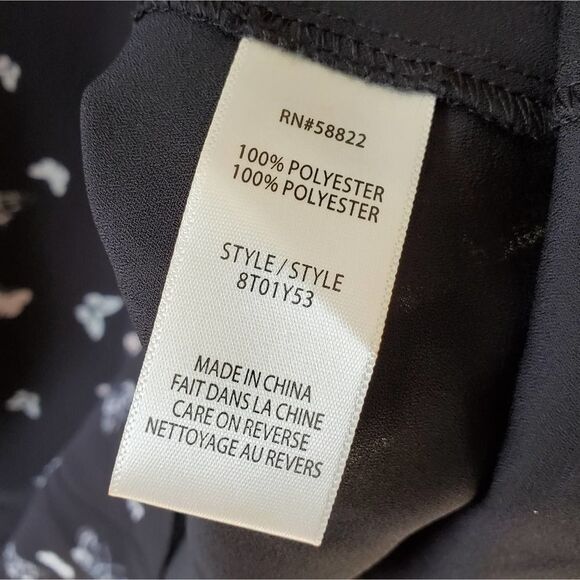 RN#58822
100% POLYESTER
100% POLYESTER
STYLE / STYLE
8T01Y53
MADE IN CHINA
FAIT DANS LA CHINE
CARE ON REVERSE
NETTOYAGE AU REVERS